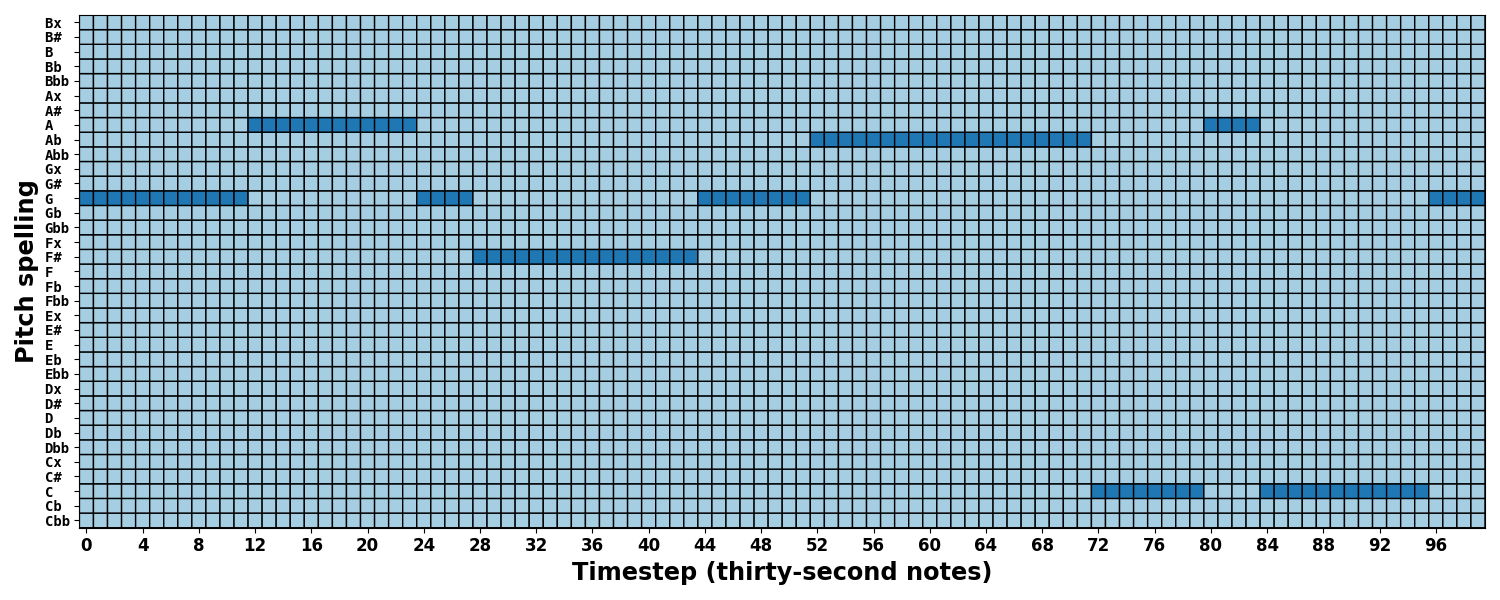 Bx
B#
B
Bb
Bbb
Ax
A#
A
Ab
Abb
Gx
G#
G
Gb
Gbb
Fx
F#
F
Fb
Fbb
Ex
E#
E
Eb
Ebb
Dx
D#
D
Db
Dbb
Cx
C#
C
Cb
Cbb
Pitch spelling
0 4 8 12 16 20 24 28 32 36 40 44 48 52 56 60 64 68 72 76 80 84 88 92 96
Timestep (thirty-second notes)